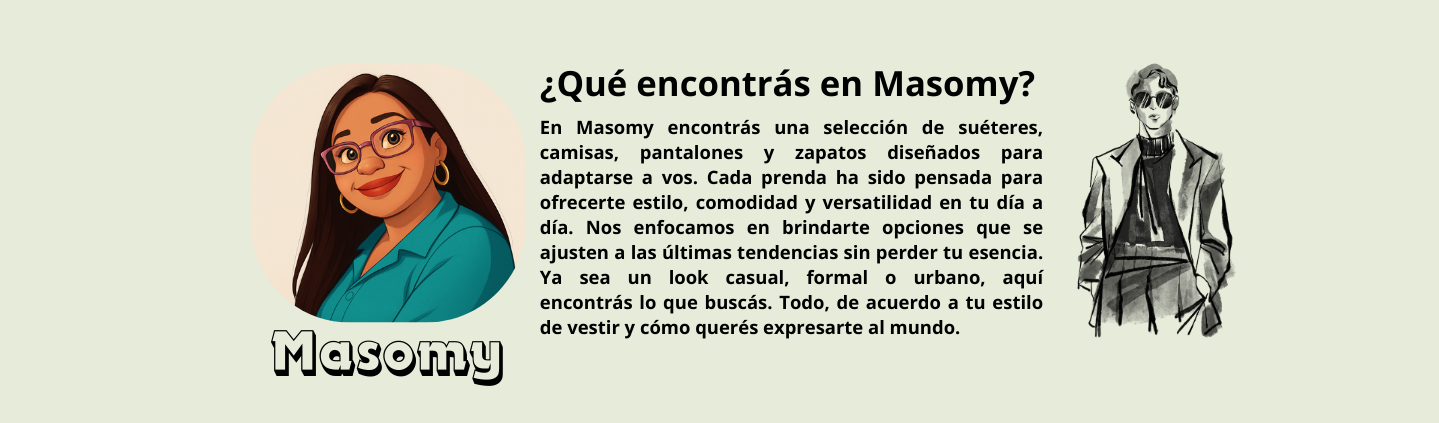 ¿Qué encontrás en Masomy?
En Masomy encontrás una selección de suéteres,
camisas, pantalones y zapatos diseñados para
adaptarse a vos. Cada prenda ha sido pensada para
ofrecerte estilo, comodidad y versatilidad en tu día a
día. Nos enfocamos en brindarte opciones que se
ajusten a las últimas tendencias sin perder tu esencia.
Ya sea un look casual, formal o urbano, aquí
encontrás lo que buscás. Todo, de acuerdo a tu estilo
de vestir y cómo querés expresarte al mundo.
Masomy